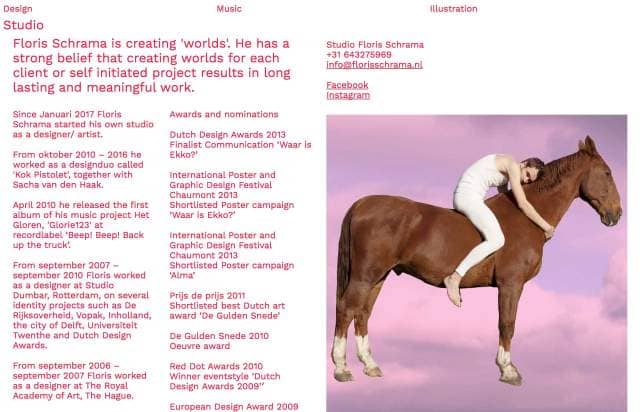 Design
Music
Illustration
Studio
Floris Schrama is creating 'worlds'. He has a
strong belief that creating worlds for each
client or self initiated project results in long
lasting and meaningful work.
Since Januari 2017 Floris
Schrama started his own studio
as a designer/ artist.
From oktober 2010 – 2016 he
worked as a designduo called
'Kok Pistolet', together with
Sacha van den Haak.
April 2010 he released the first
album of his music project Het
Gloren, 'Glorie123' at
recordlabel 'Beep! Beep! Back
up the truck'.
From september 2007 –
september 2010 Floris worked
as a designer at Studio
Dumbar, Rotterdam, on several
identity projects such as De
Rijksoverheid, Vopak, Inholland,
the city of Delft, Universiteit
Twenthe and Dutch Design
Awards.
From september 2006 –
september 2007 Floris worked
as a designer at The Royal
Academy of Art, The Hague.
Awards and nominations
Dutch Design Awards 2013
Finalist Communication 'Waar is
Ekko?'
International Poster and
Graphic Design Festival
Chaumont 2013
Shortlisted Poster campaign
'Waar is Ekko?'
International Poster and
Graphic Design Festival
Chaumont 2013
Shortlisted Poster campaign
'Alma'
Prijs de prijs 2011
Shortlisted best Dutch art
award 'De Gulden Snede'
De Gulden Snede 2010
Oeuvre award
Red Dot Awards 2010
Winner eventstyle 'Dutch
Design Awards 2009''
European Design Award 2009
Studio Floris Schrama
+31 643275969
info@florisschrama.nl
Facebook
Instagram